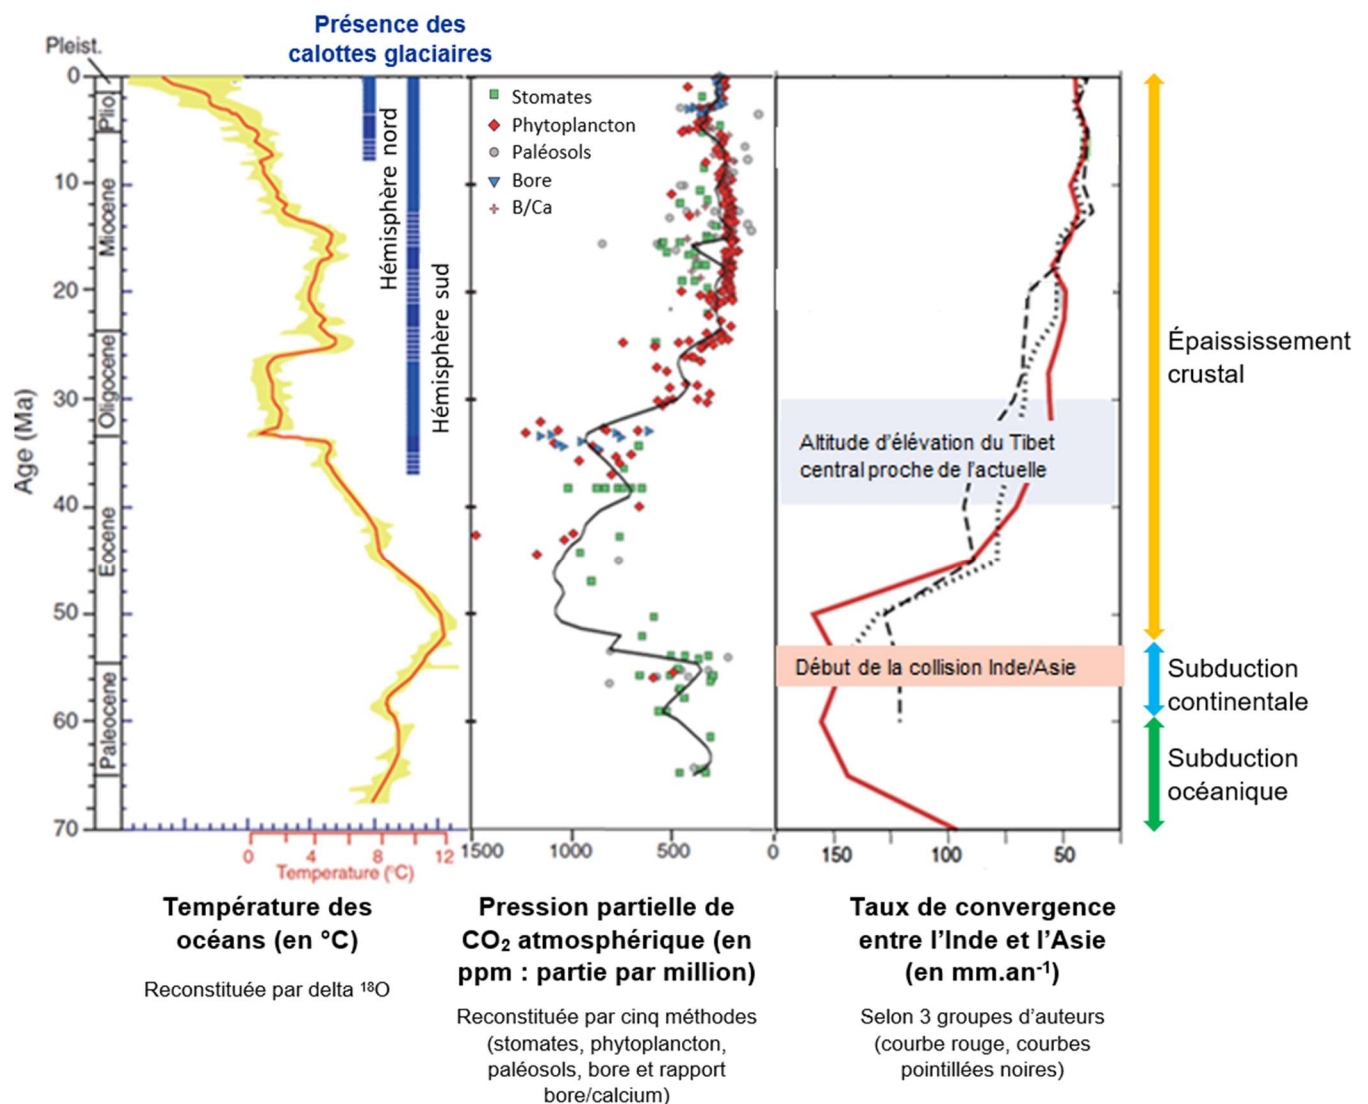 Présence des
calottes glaciaires
Pleist.
Plio.
Miocene
Oligocene
Eocene
Paleocene
Age (Ma)
0
10
20
30
40
50
60
70
Hémisphère nord
Hémisphère sud
0
4
8
12
Temperature (°C)
Stomates
Phytoplancton
Paléosols
Bore
B/Ca
1500
1000
500
0
Altitude d'élévation du Tibet
central proche de l'actuelle
Début de la collision Inde/Asie
150
100
50
Épaississement
crustal
Subduction
continentale
Subduction
océanique
Température des
océans (en °C)
Reconstituée par delta ¹⁸O
Pression partielle de
CO₂ atmosphérique (en
ppm : partie par million)
Reconstituée par cinq méthodes
(stomates, phytoplancton,
paléosols, bore et rapport
bore/calcium)
Taux de convergence
entre l'Inde et l'Asie
(en mm.an⁻¹)
Selon 3 groupes d'auteurs
(courbe rouge, courbes
pointillées noires)